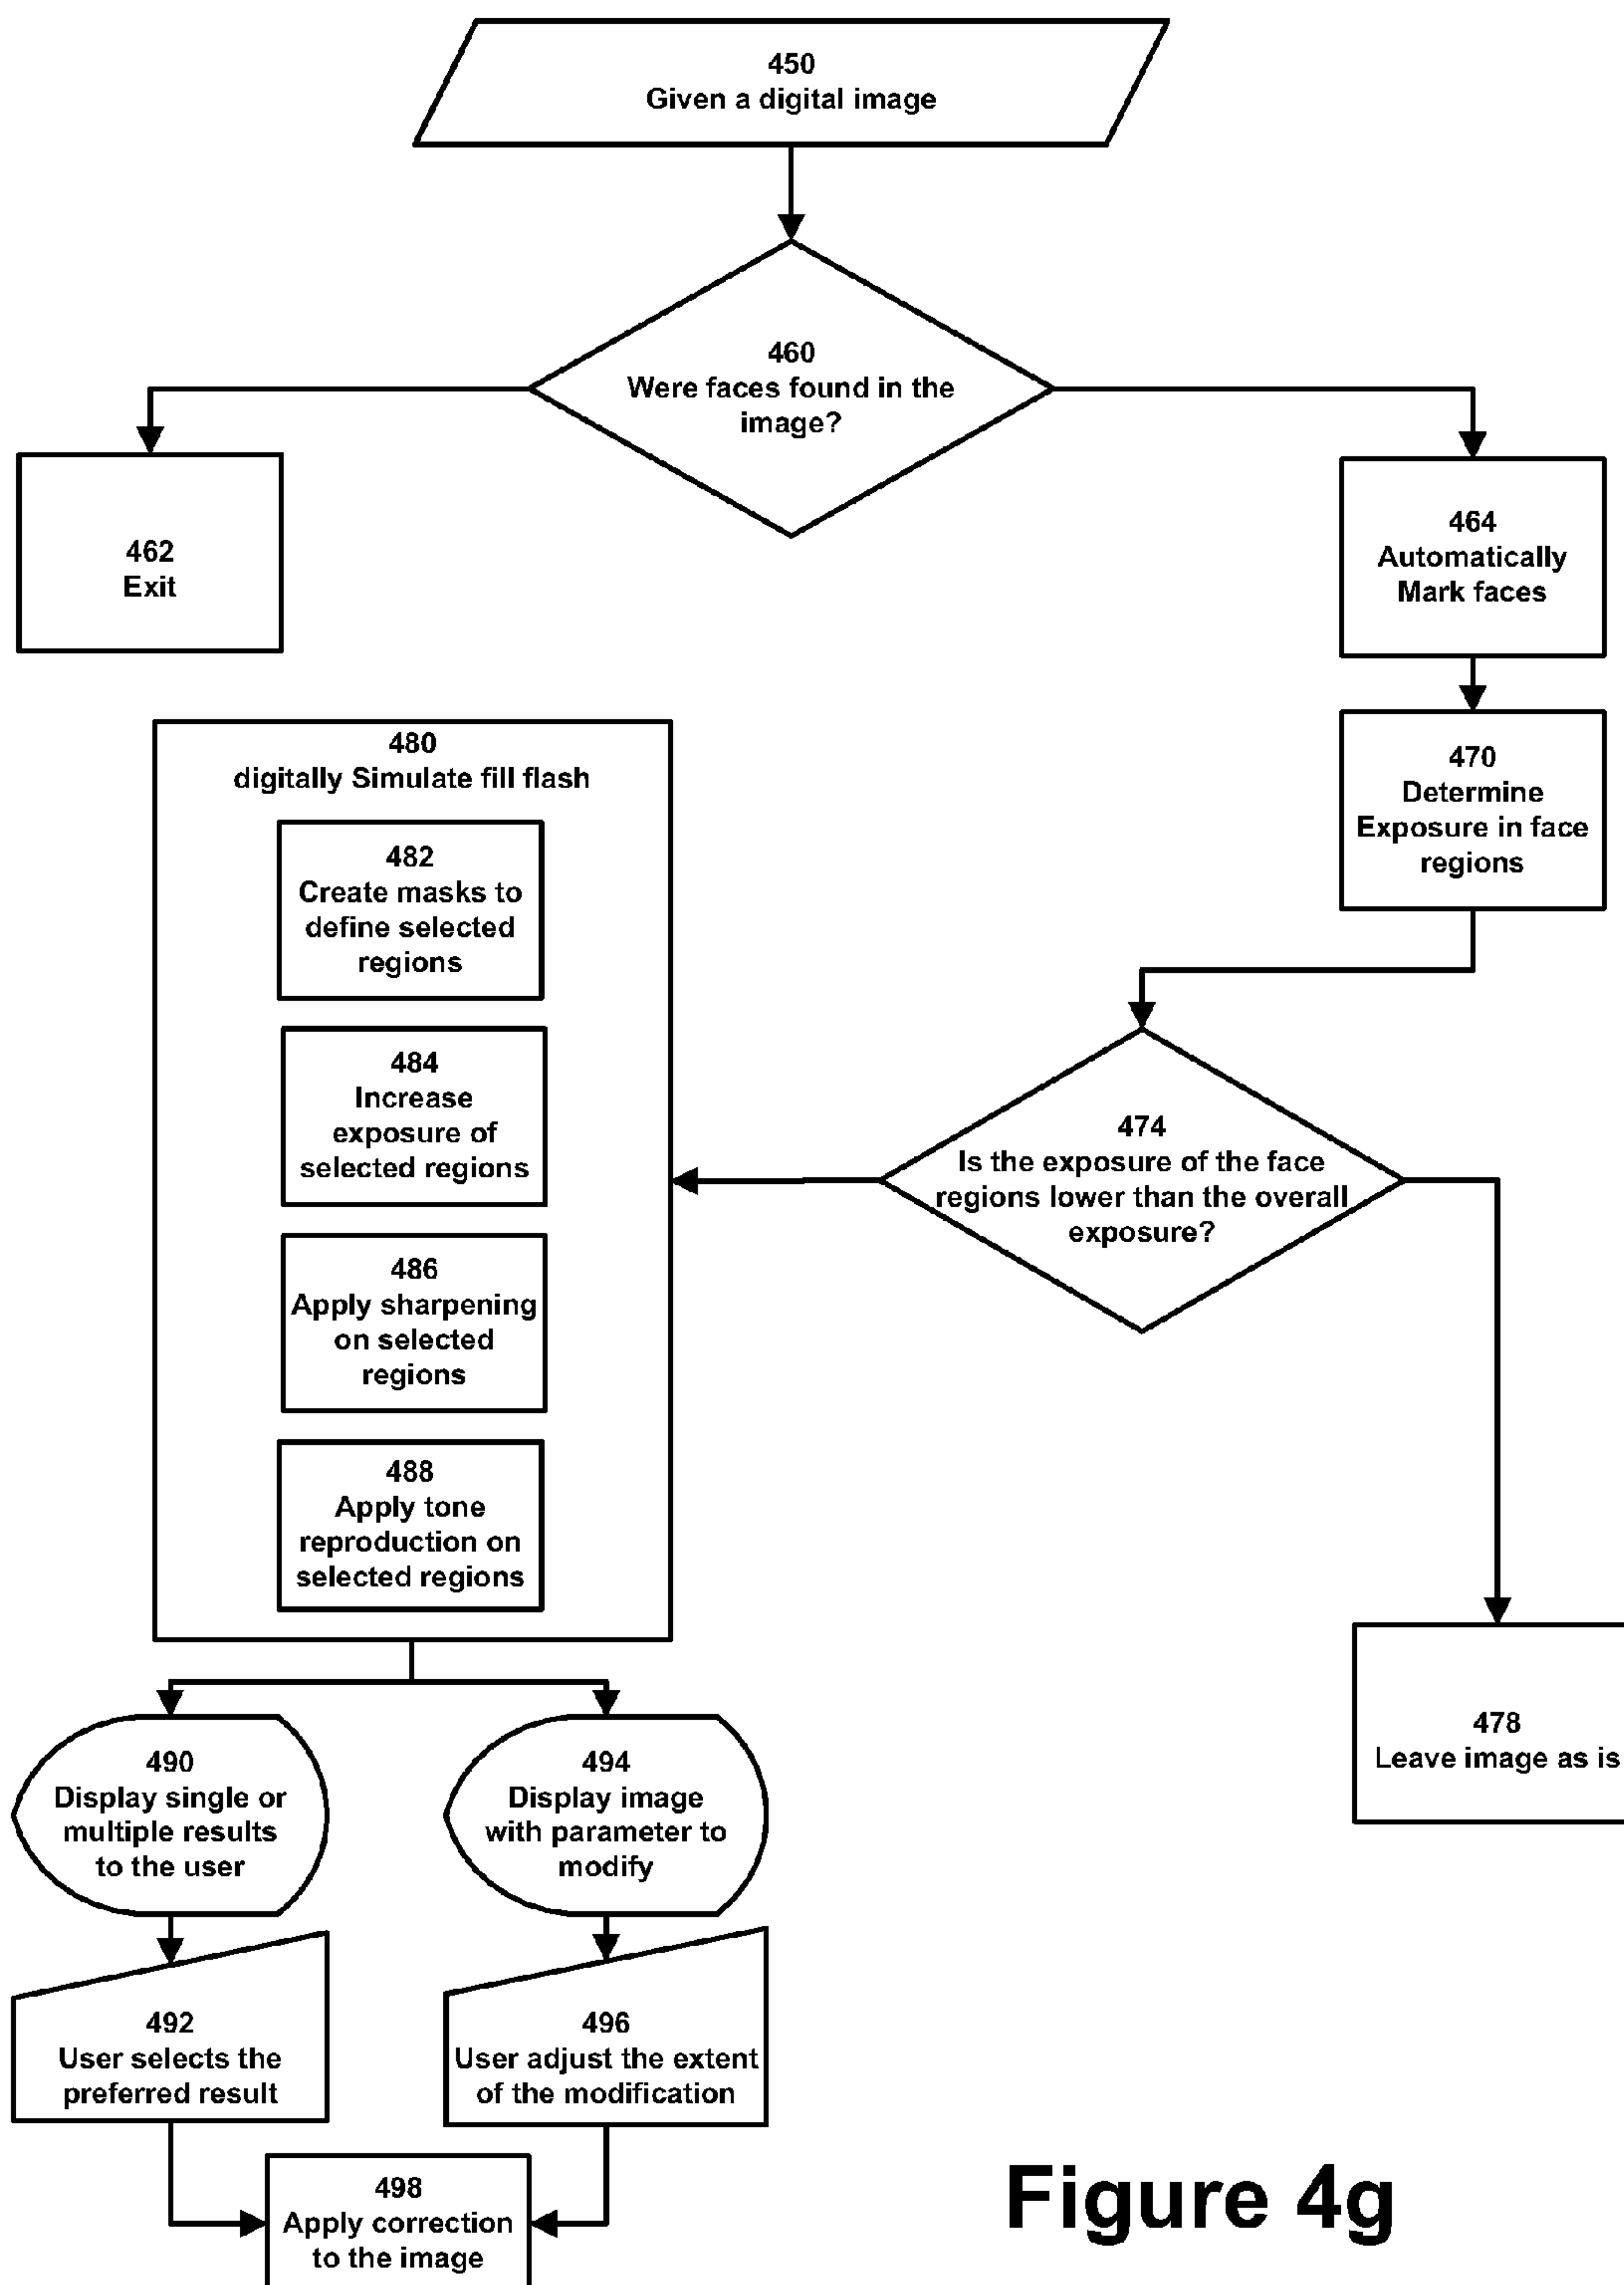 450
Given a digital image
460
Were faces found in the
image?
462
Exit
464
Automatically
Mark faces
470
Determine
Exposure in face
regions
474
Is the exposure of the face
regions lower than the overall
exposure?
478
Leave image as is
480
digitally Simulate fill flash
482
Create masks to
define selected
regions
484
Increase
exposure of
selected regions
486
Apply sharpening
on selected
regions
488
Apply tone
reproduction on
selected regions
490
Display single or
multiple results
to the user
494
Display image
with parameter to
modify
492
User selects the
preferred result
496
User adjust the extent
of the modification
498
Apply correction
to the image
Figure 4g